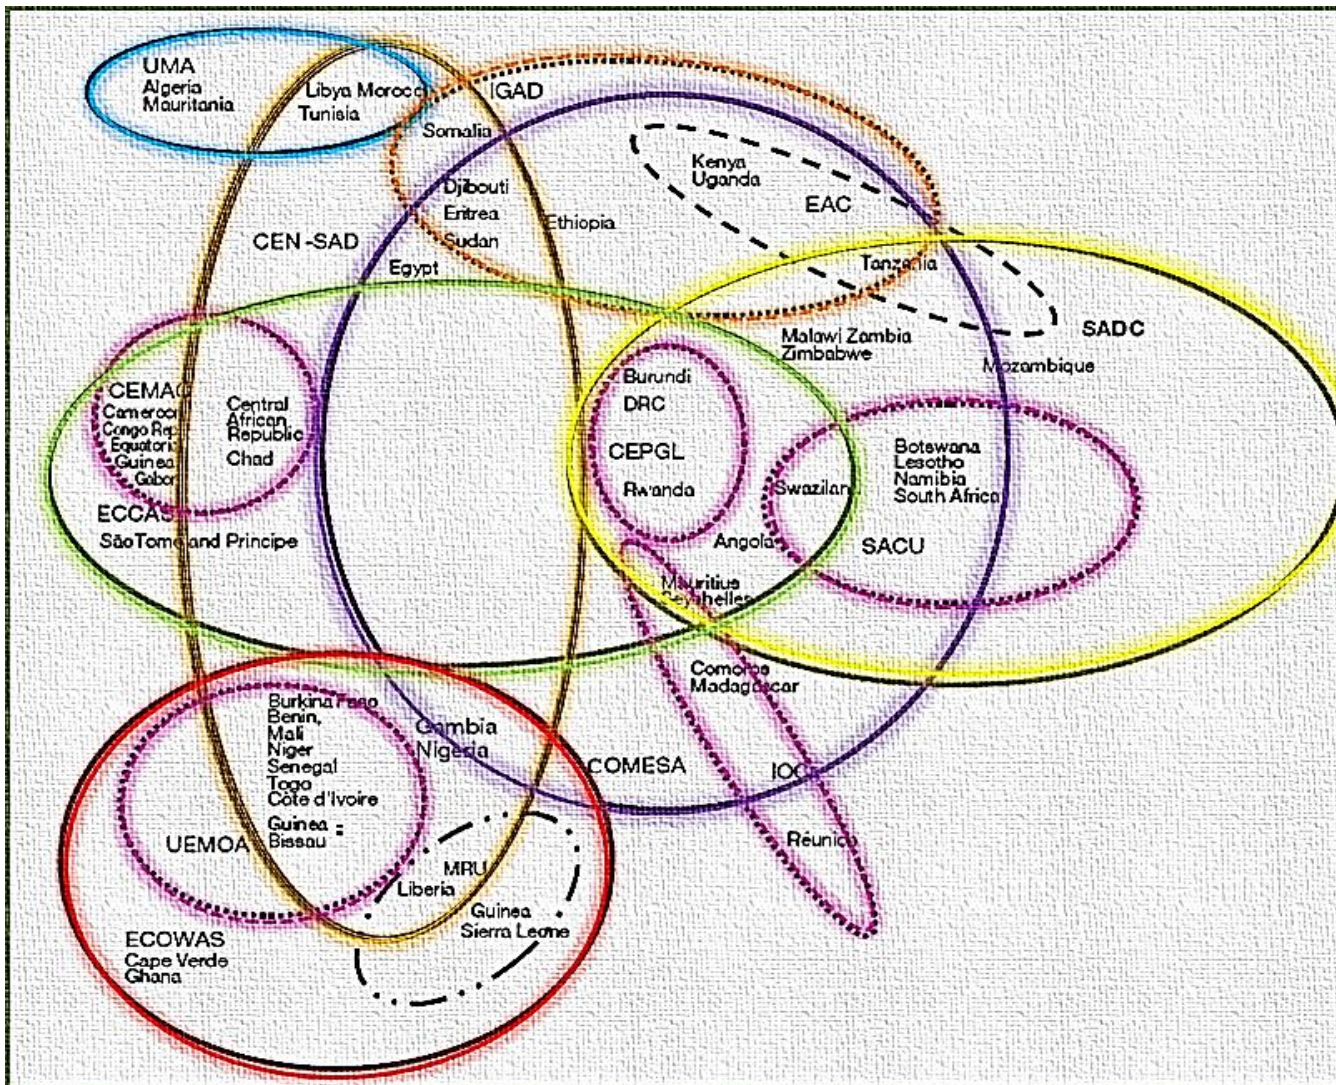 UMA
Algeria
Mauritania
Libya Morocc
Tunisia
IGAD
Somalia
Djibouti
Eritrea
Sudan
Ethiopia
Kenya
Uganda
EAC
CEN-SAD
Egypt
Tanzania
Malawi Zambia
Zimbabwe
SADC
Mozambique
CEMAC
Cameroon
Congo Rep
Equatoria
Guinea
Gabon
Central
African
Republic
Chad
ECCAS
São Tome and Principe
Burundi
DRC
CEPGL
Rwanda
Angola
Swazilan
Botswana
Lesotho
Namibia
South Africa
SACU
Mauritius
Seychelles
Comoros
Madagascar
COMESA
IOC
Réunion
Burkina Faso
Benin,
Mali
Niger
Senegal
Togo
Côte d'Ivoire
Guinea -
Bissau
UEMOA
Gambia
Nigeria
MRU
Liberia
Guinea
Sierra Leone
ECOWAS
Cape Verde
Ghana